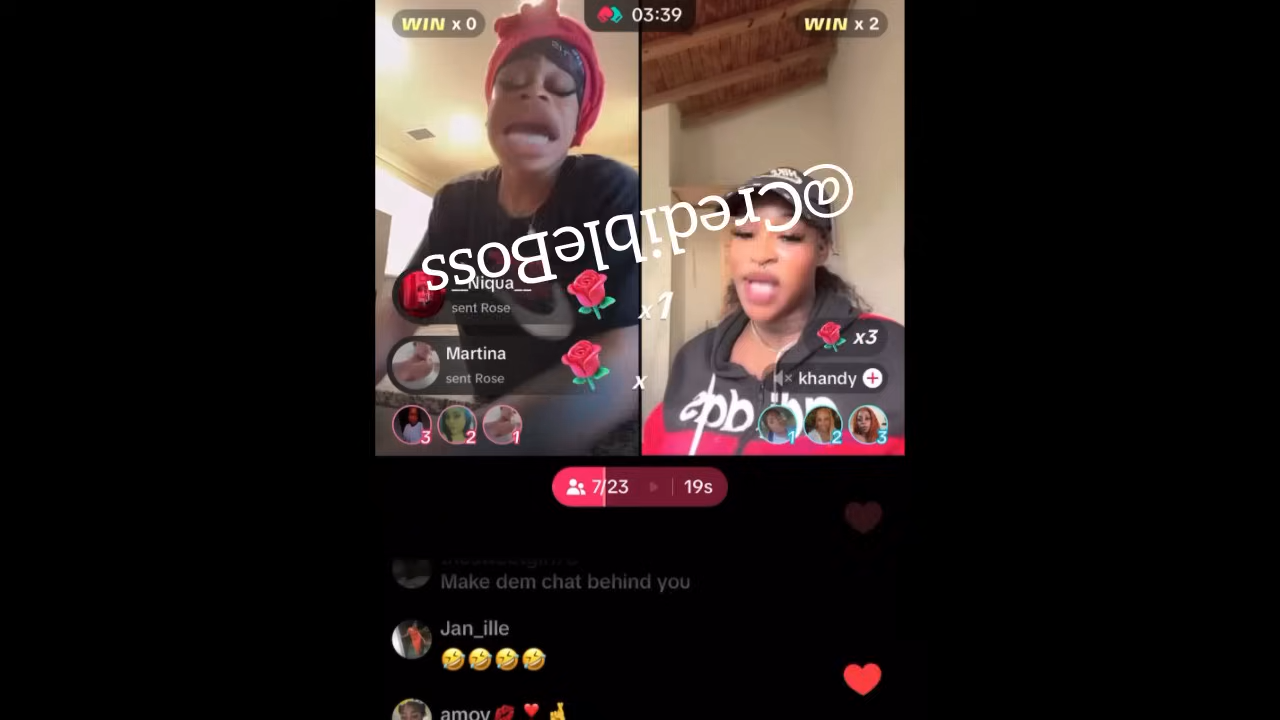 WIN x 0
03:39
WIN x 2
@CredibleBoss
__Niqua__
sent Rose
x1
x3
Martina
sent Rose
x
khandy
3
2
1
1
2
3
7/23
19s
Make dem chat behind you
Jan_ille
amoy